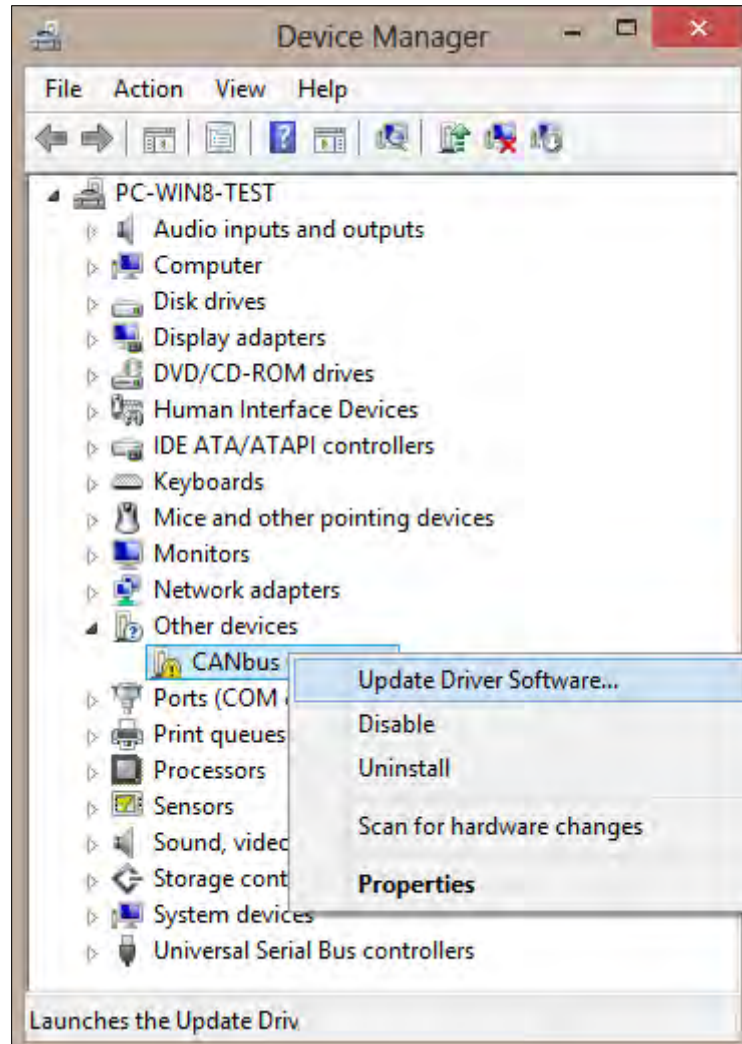 Device Manager
File Action View Help
PC-WIN8-TEST
Audio inputs and outputs
Computer
Disk drives
Display adapters
DVD/CD-ROM drives
Human Interface Devices
IDE ATA/ATAPI controllers
Keyboards
Mice and other pointing devices
Monitors
Network adapters
Other devices
CANbus
Update Driver Software...
Ports (COM
Disable
Print queues
Processors
Uninstall
Sensors
Scan for hardware changes
Sound, videc
Storage cont
Properties
System devices
Universal Serial Bus controllers
Launches the Update Driv